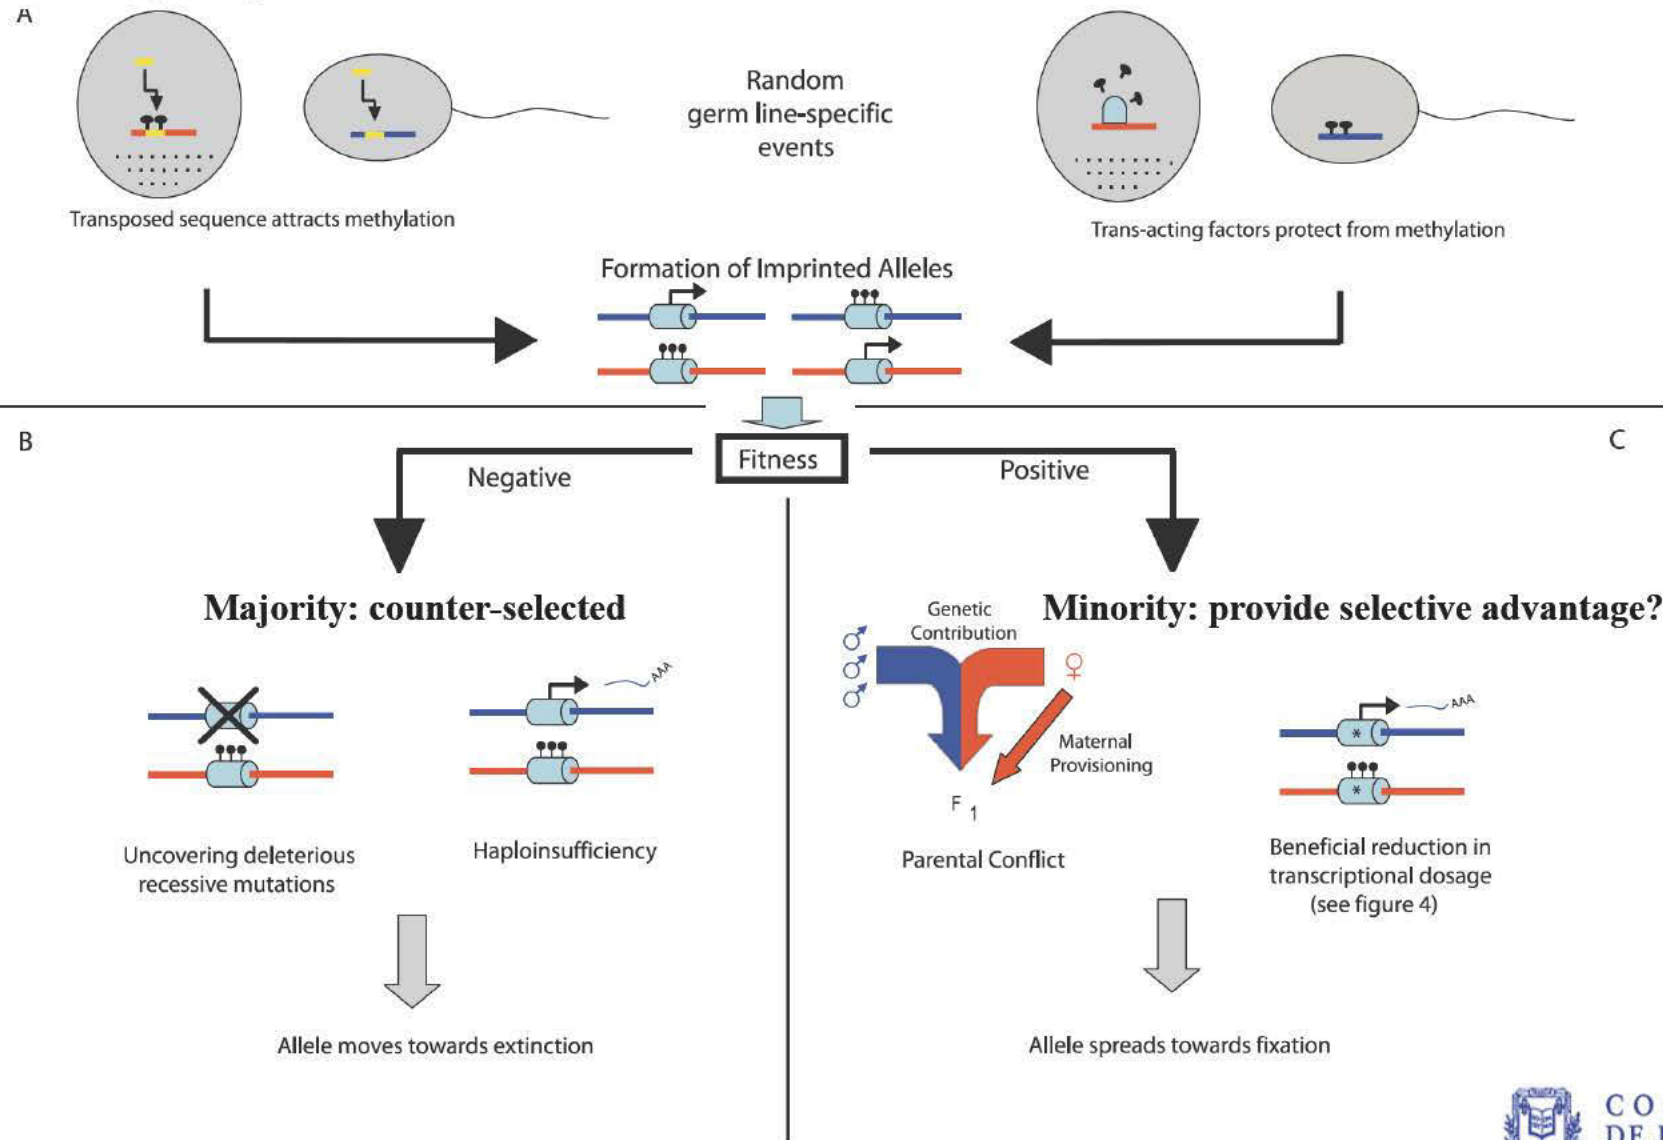 A
Random
germ line-specific
events
Transposed sequence attracts methylation
Trans-acting factors protect from methylation
Formation of Imprinted Alleles
B
C
Fitness
Negative
Positive
Majority: counter-selected
Minority: provide selective advantage?
Genetic
Contribution
♂
♂
♂
♀
Maternal
Provisioning
F 1
AAA
AAA
*
*
Uncovering deleterious
recessive mutations
Haploinsufficiency
Parental Conflict
Beneficial reduction in
transcriptional dosage
(see figure 4)
Allele moves towards extinction
Allele spreads towards fixation
CO